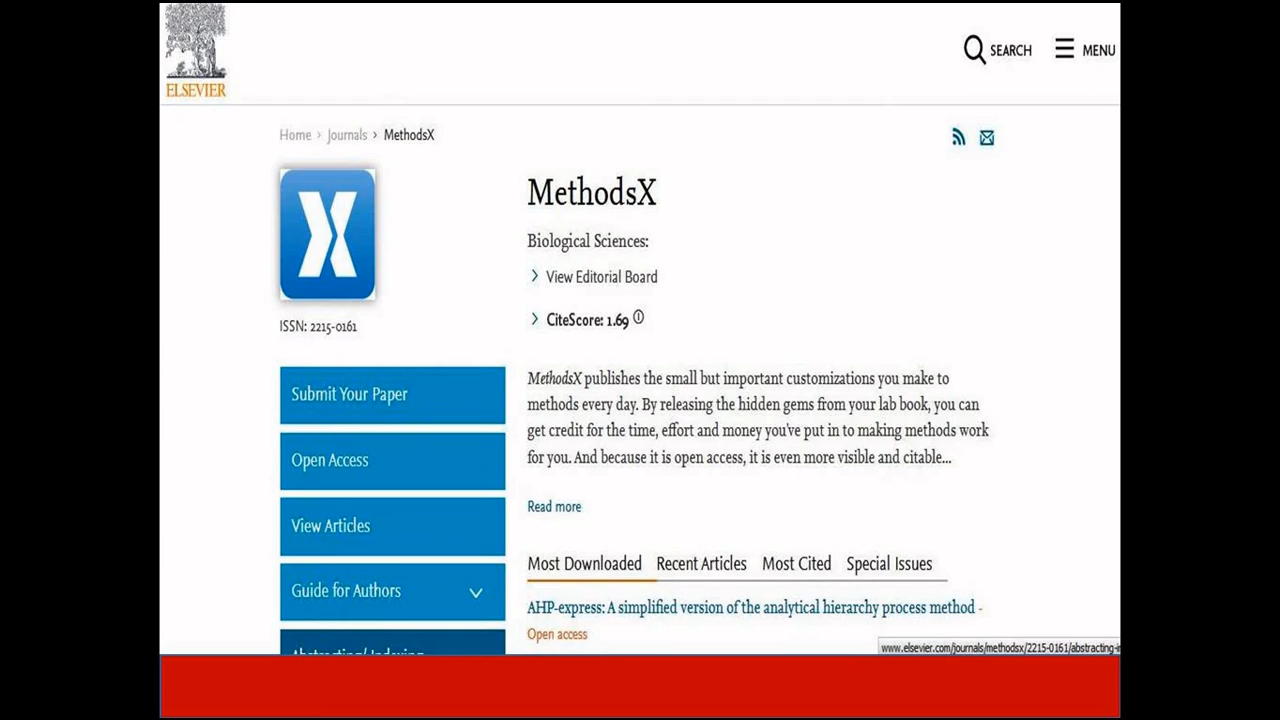 ELSEVIER
SEARCH
MENU
Home › Journals › MethodsX
MethodsX
Biological Sciences:
View Editorial Board
CiteScore: 1.69
ISSN: 2215-0161
Submit Your Paper
Open Access
View Articles
Guide for Authors
Abstracting/ Indexing
MethodsX publishes the small but important customizations you make to
methods every day. By releasing the hidden gems from your lab book, you can
get credit for the time, effort and money you've put in to making methods work
for you. And because it is open access, it is even more visible and citable...
Read more
Most Downloaded Recent Articles Most Cited Special Issues
AHP-express: A simplified version of the analytical hierarchy process method -
Open access
www.elsevier.com/journals/methodsx/2215-0161/abstracting-i